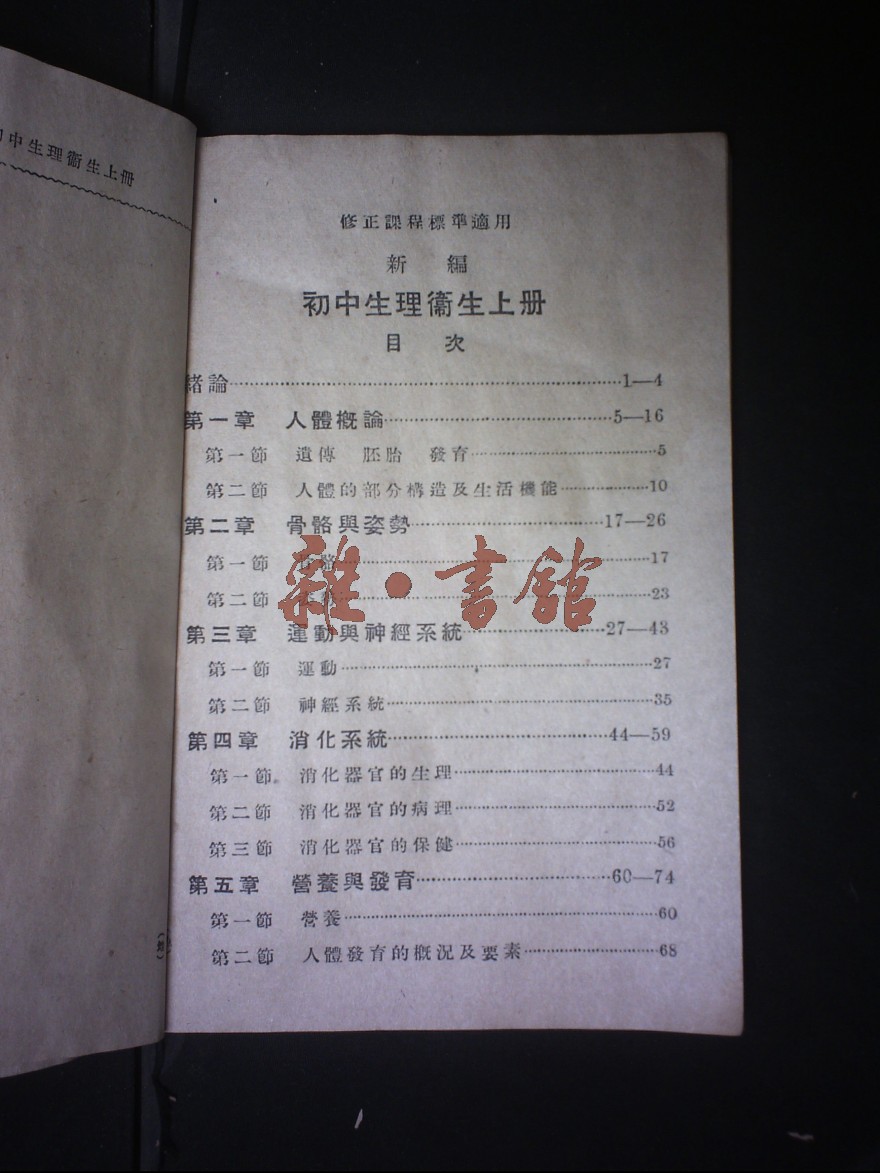 初中生理衞生上冊
修正課程標準適用
新 編
初中生理衞生上册
目 次
緒論……1—4
第一章 人體概論……5—16
第一節 遺傳 胚胎 發育……5
第二節 人體的部分構造及生活機能……10
第二章 骨骼與姿勢……17—26
第一節 骨骼……17
第二節 姿勢……23
雜·書館
第三章 運動與神經系統……27—43
第一節 運動……27
第二節 神經系統……35
第四章 消化系統……44—59
第一節 消化器官的生理……44
第二節 消化器官的病理……52
第三節 消化器官的保健……56
第五章 營養與發育……60—74
第一節 營養……60
第二節 人體發育的概況及要素……68